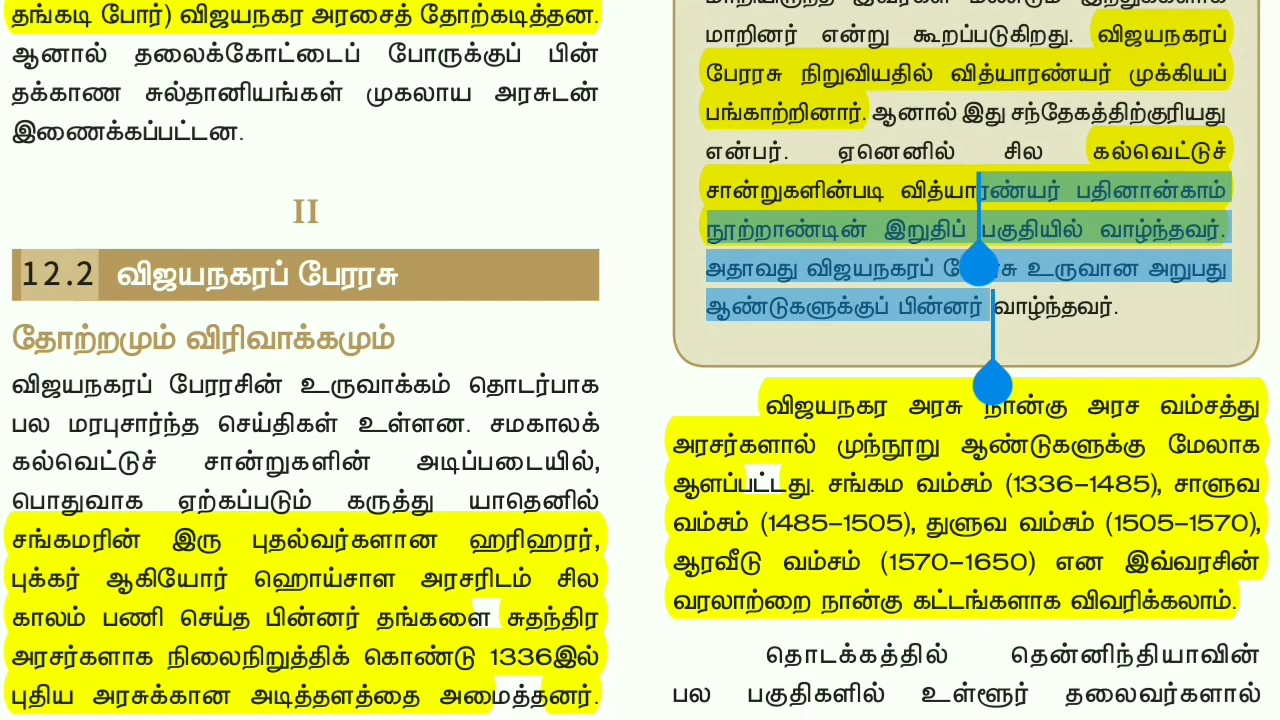 தங்கடி போர்) விஜயநகர அரசைத் தோற்கடித்தன.
ஆனால் தலைக்கோட்டைப் போருக்குப் பின்
தக்காண சுல்தானியங்கள் முகலாய அரசுடன்
இணைக்கப்பட்டன.
II
12.2 விஜயநகரப் பேரரசு
தோற்றமும் விரிவாக்கமும்
விஜயநகரப் பேரரசின் உருவாக்கம் தொடர்பாக
பல மரபுசார்ந்த செய்திகள் உள்ளன. சமகாலக்
கல்வெட்டுச் சான்றுகளின் அடிப்படையில்,
பொதுவாக ஏற்கப்படும் கருத்து யாதெனில்
சங்கமரின் இரு புதல்வர்களான ஹரிஹரர்,
புக்கர் ஆகியோர் ஹொய்சாள அரசரிடம் சில
காலம் பணி செய்த பின்னர் தங்களை சுதந்திர
அரசர்களாக நிலைநிறுத்திக் கொண்டு 1336இல்
புதிய அரசுக்கான அடித்தளத்தை அமைத்தனர்.
மாறினர் என்று கூறப்படுகிறது. விஜயநகரப்
பேரரசு நிறுவியதில் வித்யாரண்யர் முக்கியப்
பங்காற்றினார். ஆனால் இது சந்தேகத்திற்குரியது
என்பர். ஏனெனில் சில கல்வெட்டுச்
சான்றுகளின்படி வித்யாரண்யர் பதினான்காம்
நூற்றாண்டின் இறுதிப் பகுதியில் வாழ்ந்தவர்.
அதாவது விஜயநகரப் பேரரசு உருவான அறுபது
ஆண்டுகளுக்குப் பின்னர் வாழ்ந்தவர்.
விஜயநகர அரசு நான்கு அரச வம்சத்து
அரசர்களால் முந்நூறு ஆண்டுகளுக்கு மேலாக
ஆளப்பட்டது. சங்கம வம்சம் (1336–1485), சாளுவ
வம்சம் (1485–1505), துளுவ வம்சம் (1505–1570),
ஆரவீடு வம்சம் (1570–1650) என இவ்வரசின்
வரலாற்றை நான்கு கட்டங்களாக விவரிக்கலாம்.
தொடக்கத்தில் தென்னிந்தியாவின்
பல பகுதிகளில் உள்ளூர் தலைவர்களால்